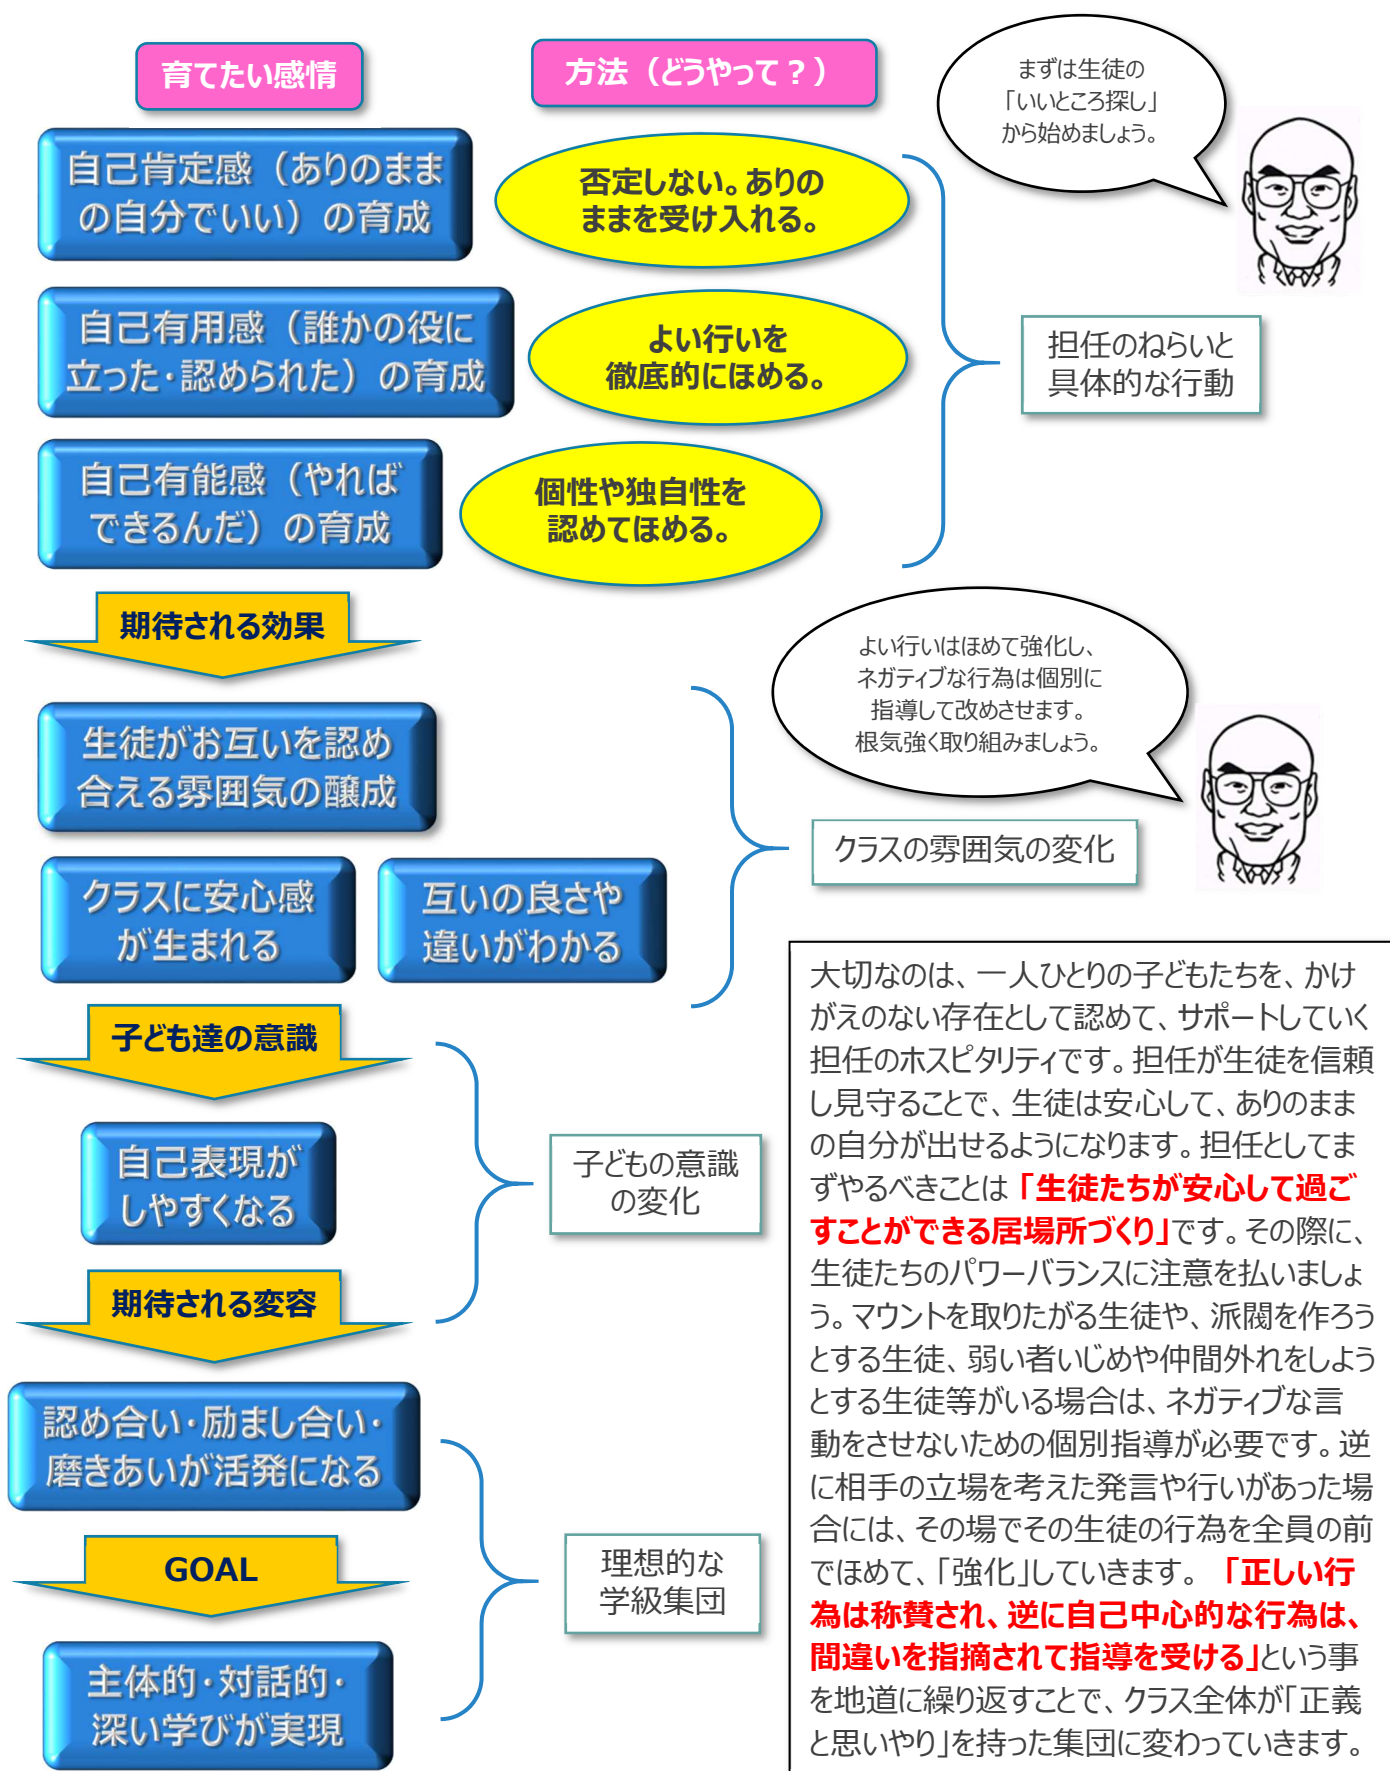 育てたい感情
方法（どうやって？）
まずは生徒の
「いいところ探し」
から始めましょう。
自己肯定感（ありのまま
の自分でいい）の育成
否定しない。ありの
ままを受け入れる。
自己有用感（誰かの役に
立った・認められた）の育成
よい行いを
徹底的にほめる。
担任のねらいと
具体的な行動
自己有能感（やれば
できるんだ）の育成
個性や独自性を
認めてほめる。
期待される効果
よい行いはほめて強化し、
ネガティブな行為は個別に
指導して改めさせます。
根気強く取り組みましょう。
生徒がお互いを認め
合える雰囲気の醸成
クラスの雰囲気の変化
クラスに安心感
が生まれる
互いの良さや
違いがわかる
子ども達の意識
自己表現が
しやすくなる
子どもの意識
の変化
期待される変容
認め合い・励まし合い・
磨きあいが活発になる
GOAL
理想的な
学級集団
主体的・対話的・
深い学びが実現
大切なのは、一人ひとりの子どもたちを、かけ
がえのない存在として認めて、サポートしていく
担任のホスピタリティです。担任が生徒を信頼
し見守ることで、生徒は安心して、ありのまま
の自分が出せるようになります。担任としてま
ずやるべきことは「生徒たちが安心して過ご
すことができる居場所づくり」です。その際に、
生徒たちのパワーバランスに注意を払いましょ
う。マウントを取りたがる生徒や、派閥を作ろう
とする生徒、弱い者いじめや仲間外れをしよう
とする生徒等がいる場合は、ネガティブな言
動をさせないための個別指導が必要です。逆
に相手の立場を考えた発言や行いがあった場
合には、その場でその生徒の行為を全員の前
でほめて、「強化」していきます。「正しい行
為は称賛され、逆に自己中心的な行為は、
間違いを指摘されて指導を受ける」という事
を地道に繰り返すことで、クラス全体が「正義
と思いやり」を持った集団に変わっていきます。